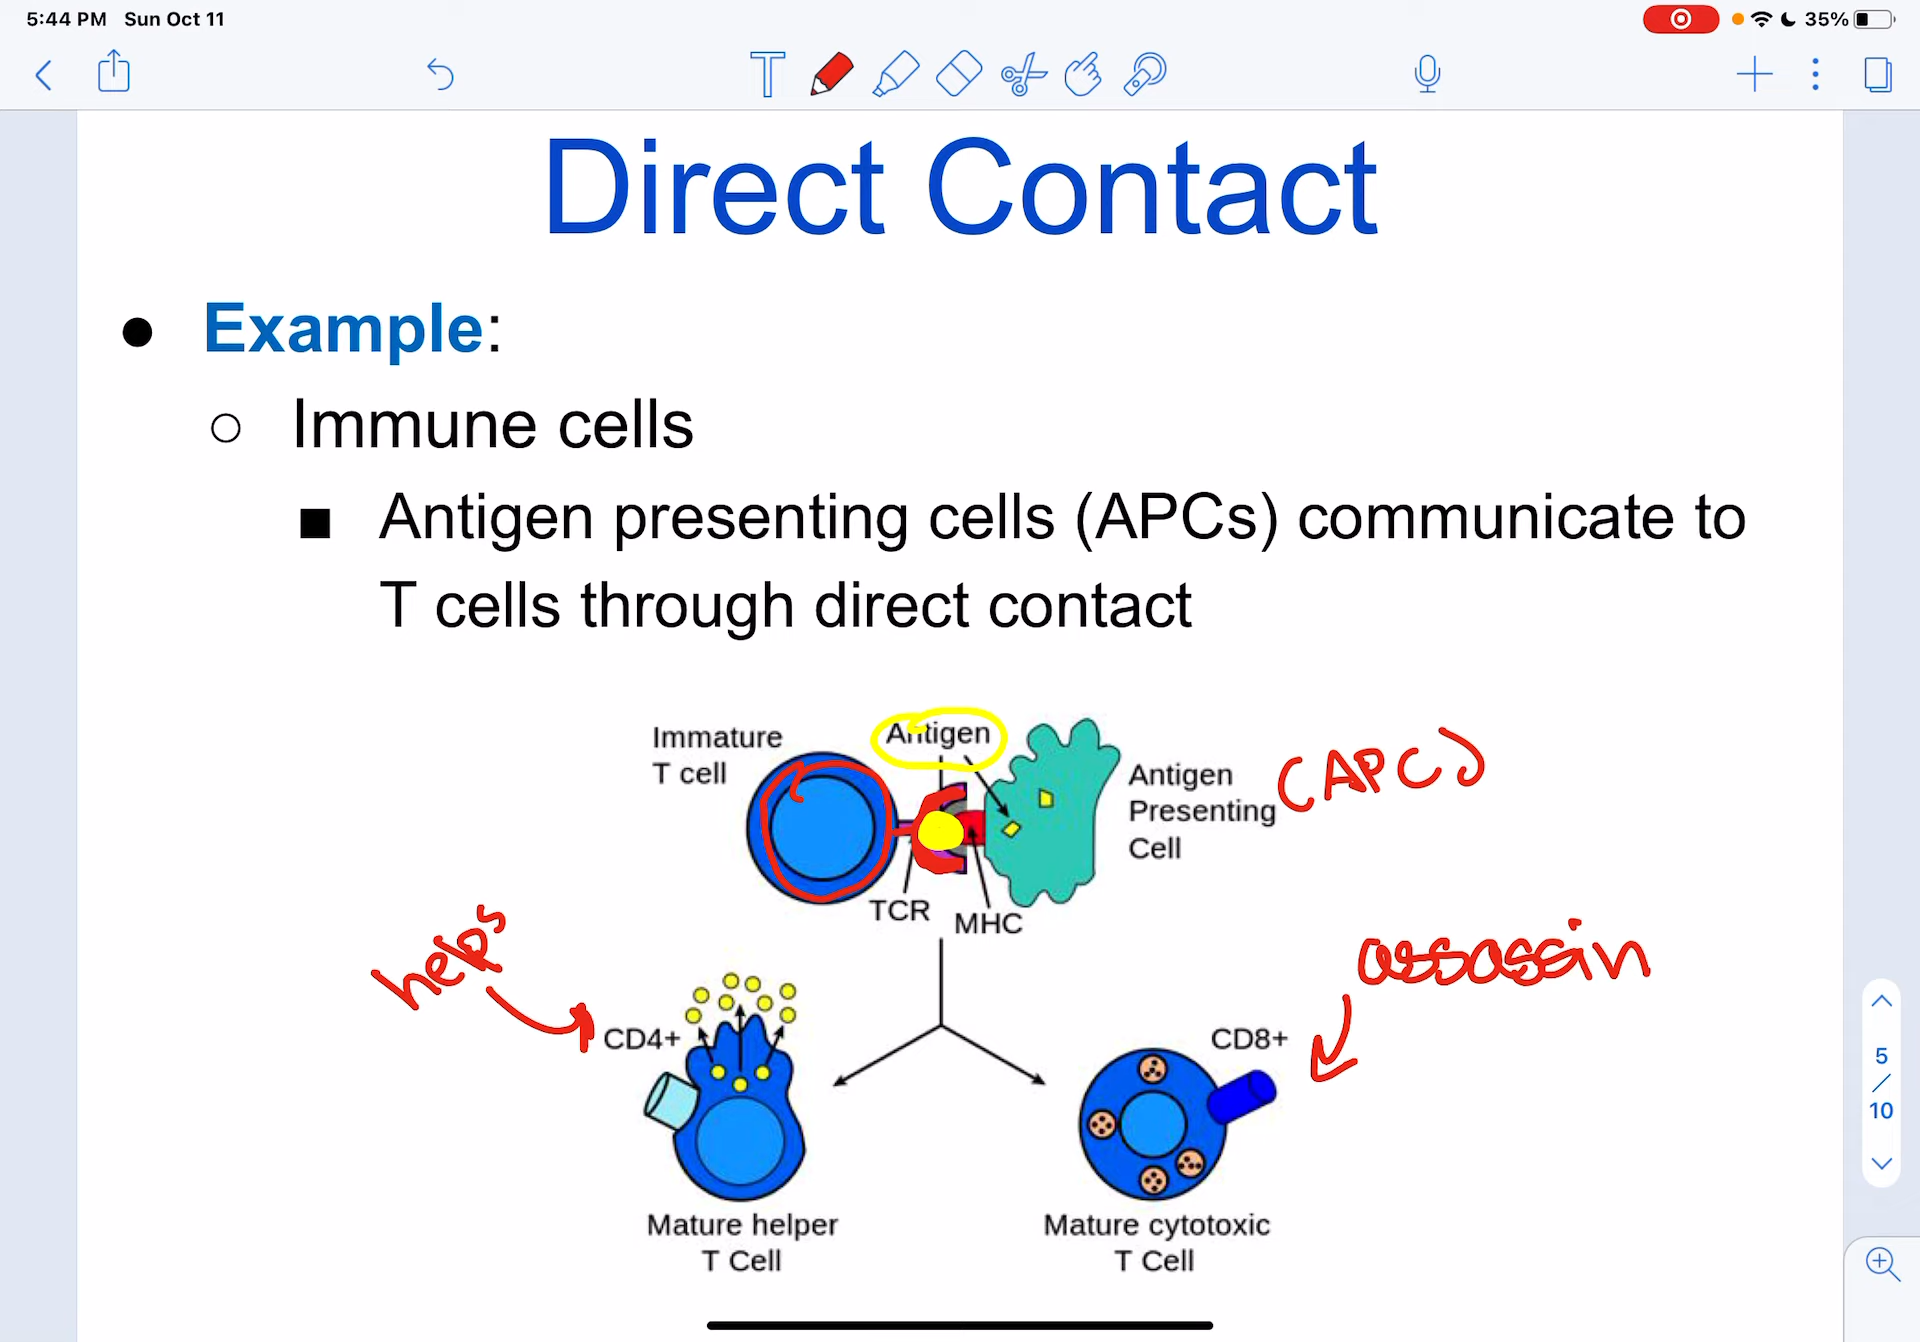 5:44 PM Sun Oct 11
35%
T
Direct Contact
● Example:
○ Immune cells
■ Antigen presenting cells (APCs) communicate to
T cells through direct contact
Immature
T cell
Antigen
Antigen
Presenting
Cell
(APC)
TCR
MHC
helps
assassin
CD4+
CD8+
5
/
10
Mature helper
T Cell
Mature cytotoxic
T Cell